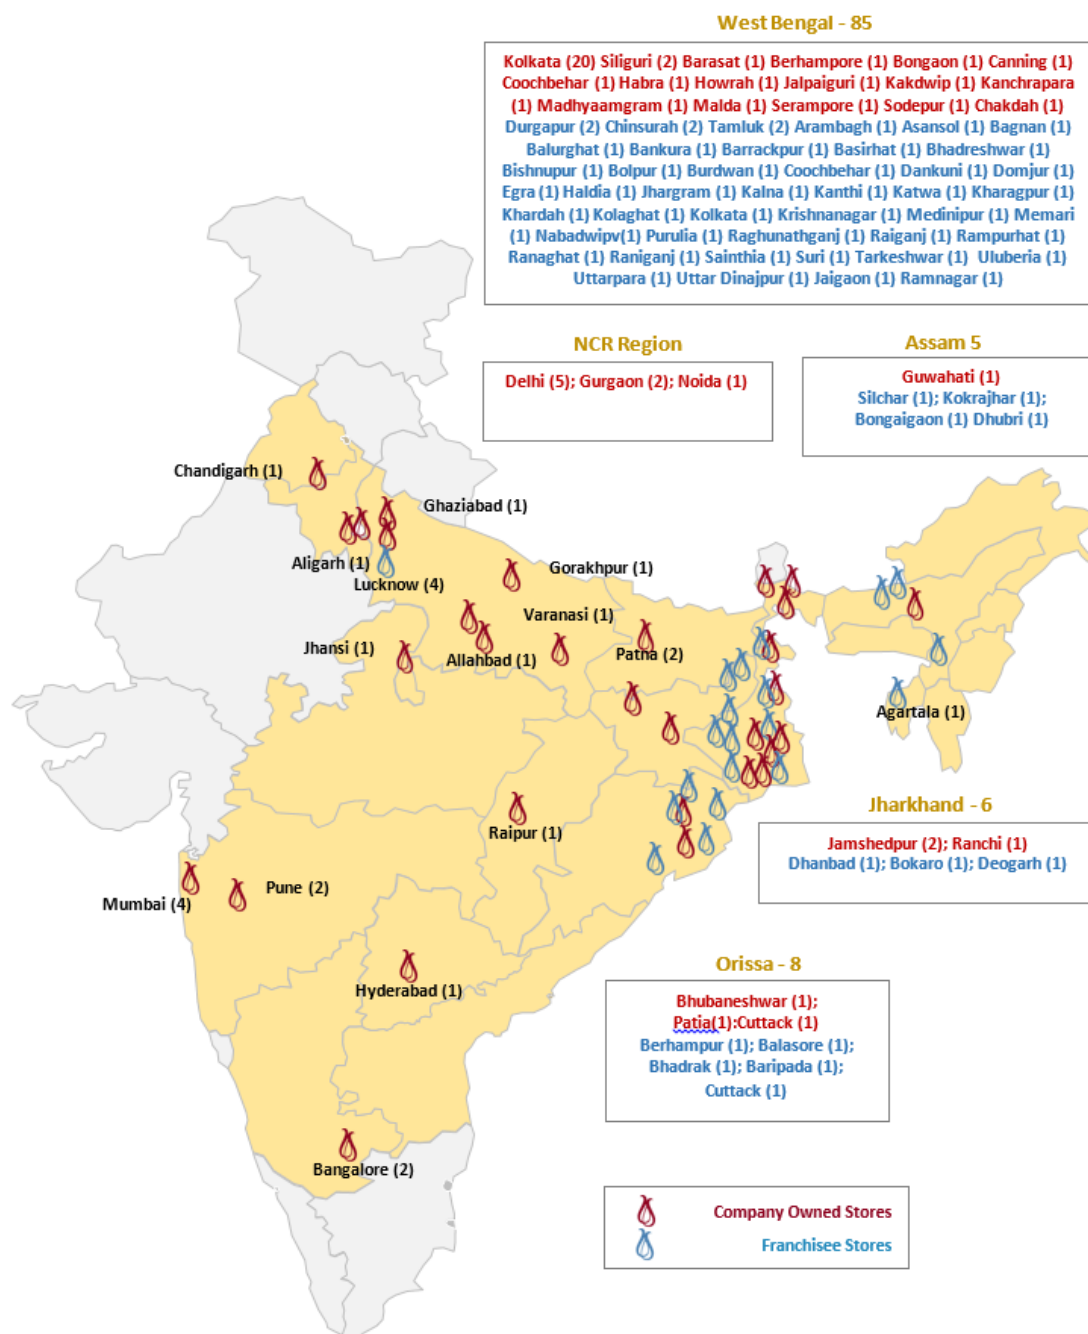 West Bengal - 85
Kolkata (20) Siliguri (2) Barasat (1) Berhampore (1) Bongaon (1) Canning (1)
Coochbehar (1) Habra (1) Howrah (1) Jalpaiguri (1) Kakdwip (1) Kanchrapara
(1) Madhyaamgram (1) Malda (1) Serampore (1) Sodepur (1) Chakdah (1)
Durgapur (2) Chinsurah (2) Tamluk (2) Arambagh (1) Asansol (1) Bagnan (1)
Balurghat (1) Bankura (1) Barrackpur (1) Basirhat (1) Bhadreshwar (1)
Bishnupur (1) Bolpur (1) Burdwan (1) Coochbehar (1) Dankuni (1) Domjur (1)
Egra (1) Haldia (1) Jhargram (1) Kalna (1) Kanthi (1) Katwa (1) Kharagpur (1)
Khardah (1) Kolaghat (1) Kolkata (1) Krishnanagar (1) Medinipur (1) Memari
(1) Nabadwipv(1) Purulia (1) Raghunathganj (1) Raiganj (1) Rampurhat (1)
Ranaghat (1) Raniganj (1) Sainthia (1) Suri (1) Tarkeshwar (1) Uluberia (1)
Uttarpara (1) Uttar Dinajpur (1) Jaigaon (1) Ramnagar (1)
NCR Region
Delhi (5); Gurgaon (2); Noida (1)
Assam 5
Guwahati (1)
Silchar (1); Kokrajhar (1);
Bongaigaon (1) Dhubri (1)
Chandigarh (1)
Ghaziabad (1)
Aligarh (1)
Lucknow (4)
Gorakhpur (1)
Varanasi (1)
Jhansi (1)
Allahbad (1)
Patna (2)
Agartala (1)
Raipur (1)
Jharkhand - 6
Jamshedpur (2); Ranchi (1)
Dhanbad (1); Bokaro (1); Deogarh (1)
Mumbai (4)
Pune (2)
Hyderabad (1)
Orissa - 8
Bhubaneshwar (1);
Patia(1):Cuttack (1)
Berhampur (1); Balasore (1);
Bhadrak (1); Baripada (1);
Cuttack (1)
Bangalore (2)
Company Owned Stores
Franchisee Stores